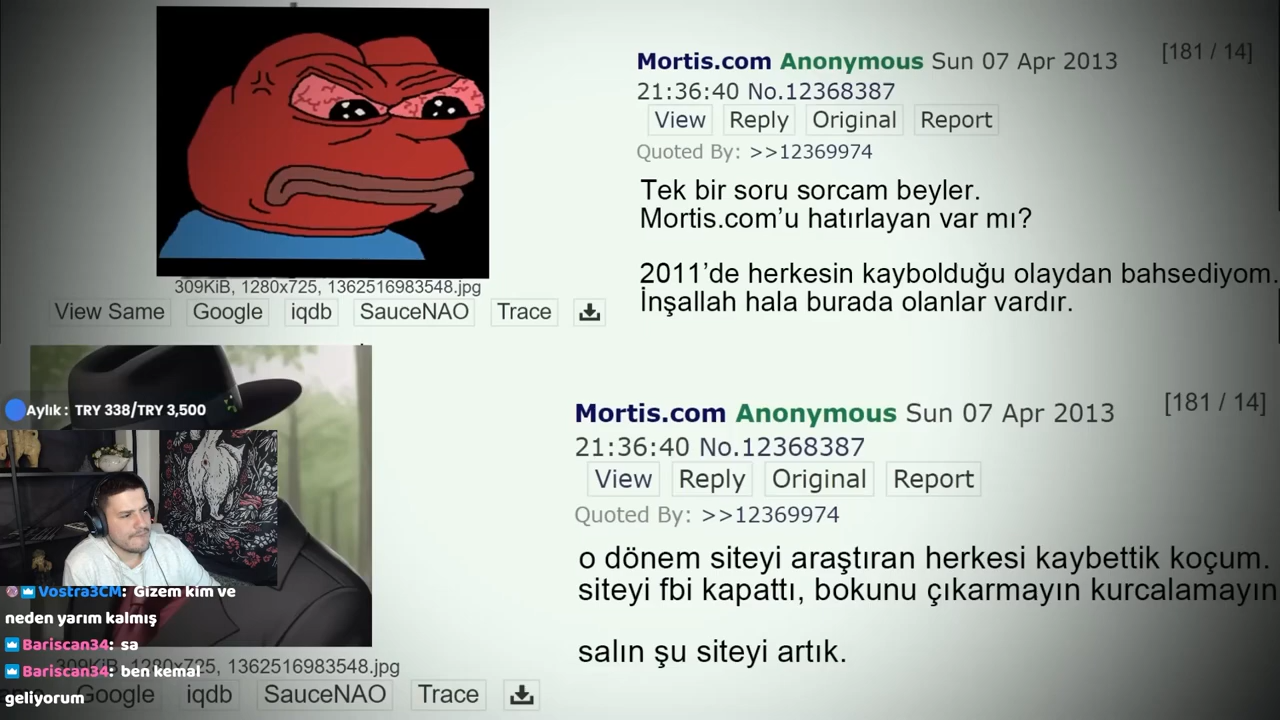 Mortis.com Anonymous Sun 07 Apr 2013 [181 / 14]
21:36:40 No.12368387
View Reply Original Report
Quoted By: >>12369974
Tek bir soru sorcam beyler.
Mortis.com’u hatırlayan var mı?
2011’de herkesin kaybolduğu olaydan bahsediyom.
İnşallah hala burada olanlar vardır.
309KiB, 1280x725, 1362516983548.jpg
View Same Google iqdb SauceNAO Trace
Mortis.com Anonymous Sun 07 Apr 2013 [181 / 14]
21:36:40 No.12368387
View Reply Original Report
Quoted By: >>12369974
o dönem siteyi araştıran herkesi kaybettik koçum.
siteyi fbi kapattı, bokunu çıkarmayın kurcalamayın
salın şu siteyi artık.
309KiB, 1280x725, 1362516983548.jpg
Google iqdb SauceNAO Trace
Aylık : TRY 338/TRY 3,500
Vostra3CM: Gizem kim ve
neden yarım kalmış
Bariscan34: sa
Bariscan34: ben kemal
geliyorum